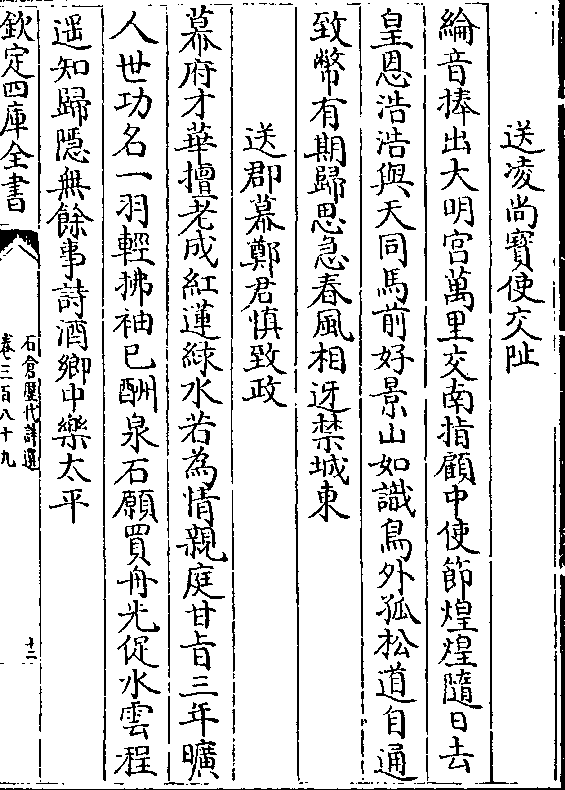 送凌尚寶使交阯
綸音捧出大明宮萬里交南指顧中使節煌煌隨日去
皇恩浩浩與天同馬前好景山如識鳥外孤松道自通
致幣有期歸思急春風相迓禁城東
送郡幕鄭君慎致政
幕府才華擅老成紅蓮綠水若為情親庭甘旨三年曠
人世功名一羽輕拂袖已酬泉石願買舟先促水雲程
遥知歸隱無餘事詩酒鄉中樂太平
欽定四庫全書
石倉歷代詩選
卷三百八十九
十二